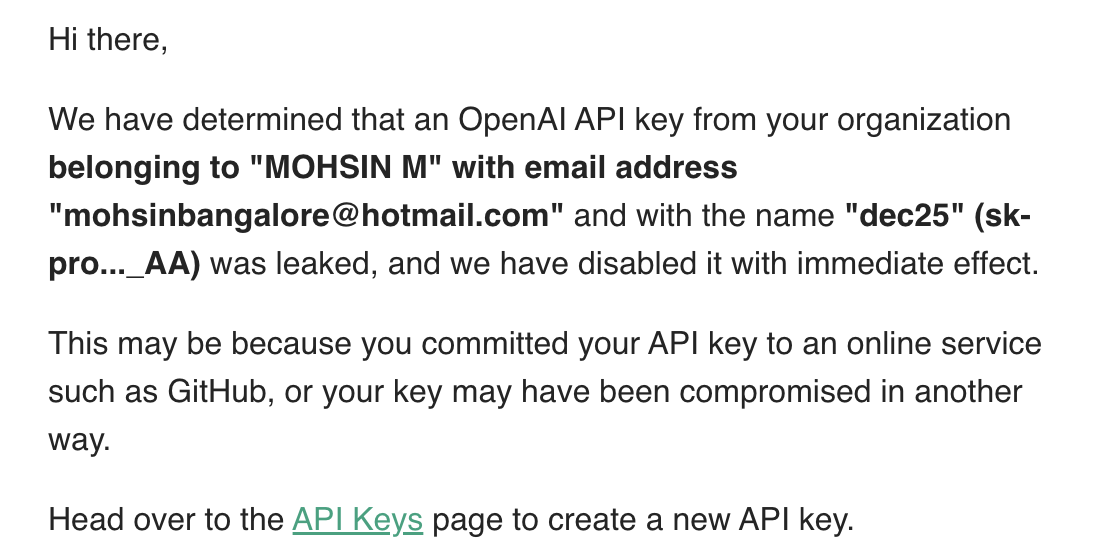 Hi there,
We have determined that an OpenAI API key from your organization
belonging to "MOHSIN M" with email address
"mohsinbangalore@hotmail.com" and with the name "dec25" (sk-
pro..._AA) was leaked, and we have disabled it with immediate effect.
This may be because you committed your API key to an online service
such as GitHub, or your key may have been compromised in another
way.
Head over to the API Keys page to create a new API key.